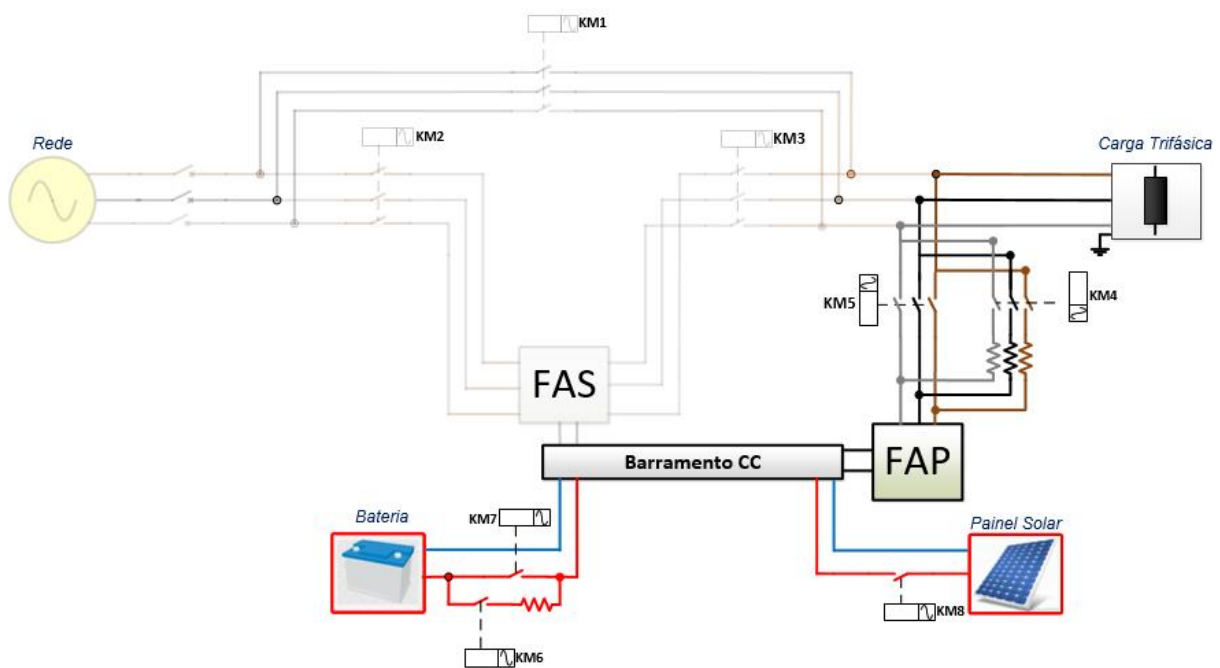 KM1
Rede
KM2
KM3
Carga Trifásica
KM5
KM4
FAS
Barramento CC
FAP
Bateria
KM7
Painel Solar
KM8
KM6